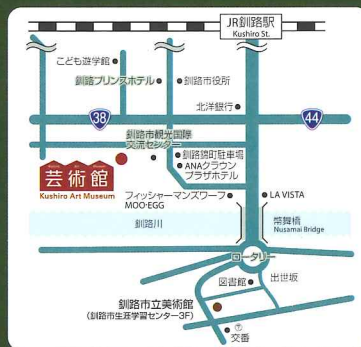 JR釧路駅
Kushiro St.
こども遊学館
釧路プリンスホテル
釧路市役所
北洋銀行
38
44
釧路市観光国際
交流センター
釧路錦町駐車場
ANAクラウン
プラザホテル
芸術館
Kushiro Art Museum
フィッシャーマンズワーフ
MOO・EGG
LA VISTA
釧路川
幣舞橋
Nusamai Bridge
ロータリー
図書館
出世坂
釧路市立美術館
(釧路市生涯学習センター3F)
交番